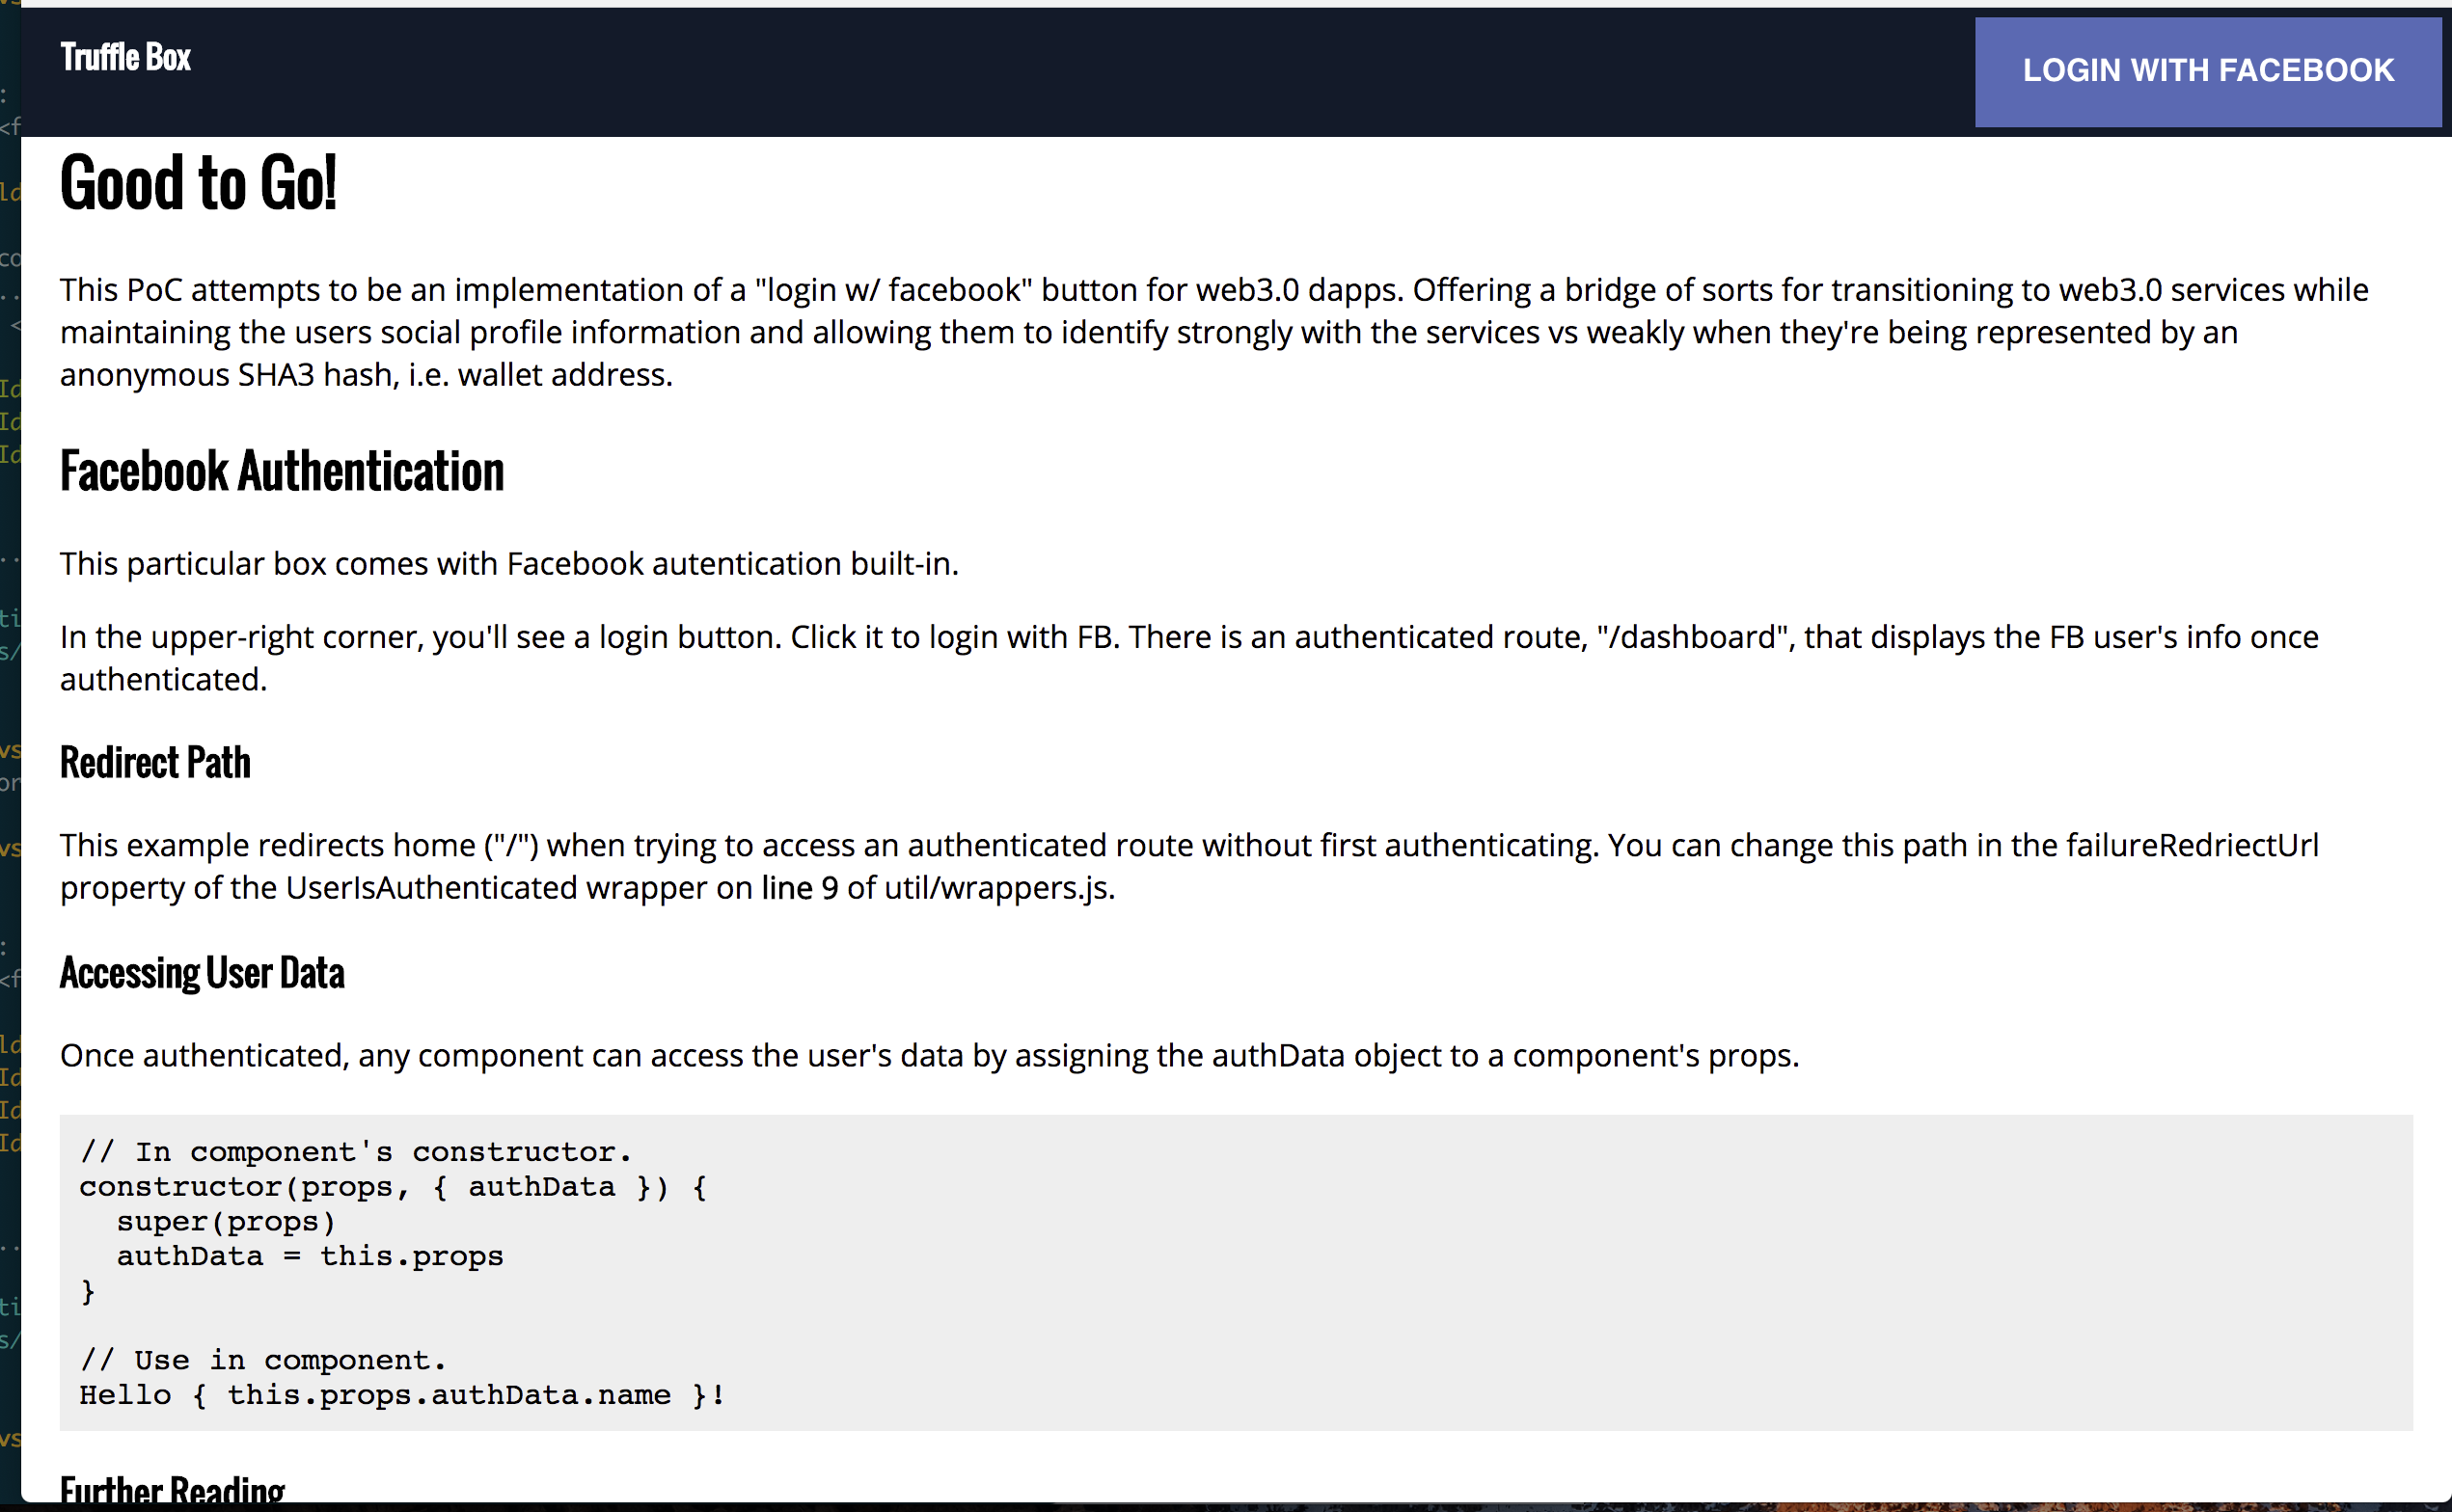 Truffle Box
LOGIN WITH FACEBOOK
Good to Go!
This PoC attempts to be an implementation of a "login w/ facebook" button for web3.0 dapps. Offering a bridge of sorts for transitioning to web3.0 services while
maintaining the users social profile information and allowing them to identify strongly with the services vs weakly when they're being represented by an
anonymous SHA3 hash, i.e. wallet address.
Facebook Authentication
This particular box comes with Facebook autentication built-in.
In the upper-right corner, you'll see a login button. Click it to login with FB. There is an authenticated route, "/dashboard", that displays the FB user's info once
authenticated.
Redirect Path
This example redirects home ("/") when trying to access an authenticated route without first authenticating. You can change this path in the failureRedriectUrl
property of the UserIsAuthenticated wrapper on line 9 of util/wrappers.js.
Accessing User Data
Once authenticated, any component can access the user's data by assigning the authData object to a component's props.
// In component's constructor.
constructor(props, { authData }) {
  super(props)
  authData = this.props
}
// Use in component.
Hello { this.props.authData.name }!
Further Reading